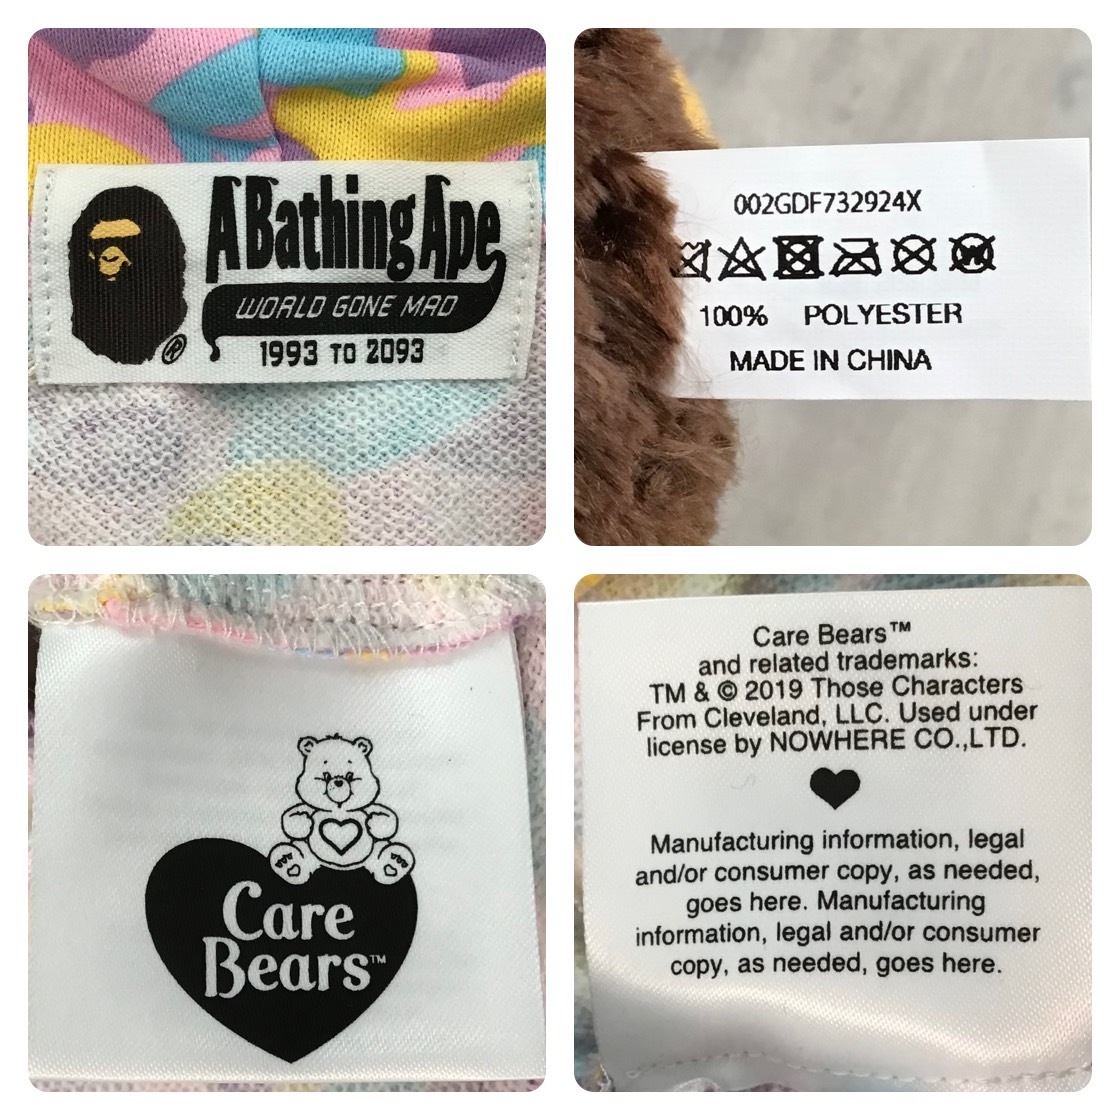 A Bathing Ape
WORLD GONE MAD
®
1993 TO 2093
002GDF732924X
W
100% POLYESTER
MADE IN CHINA
Care
Bears™
Care Bears™
and related trademarks:
TM & © 2019 Those Characters
From Cleveland, LLC. Used under
license by NOWHERE CO.,LTD.
Manufacturing information, legal
and/or consumer copy, as needed,
goes here. Manufacturing
information, legal and/or consumer
copy, as needed, goes here.